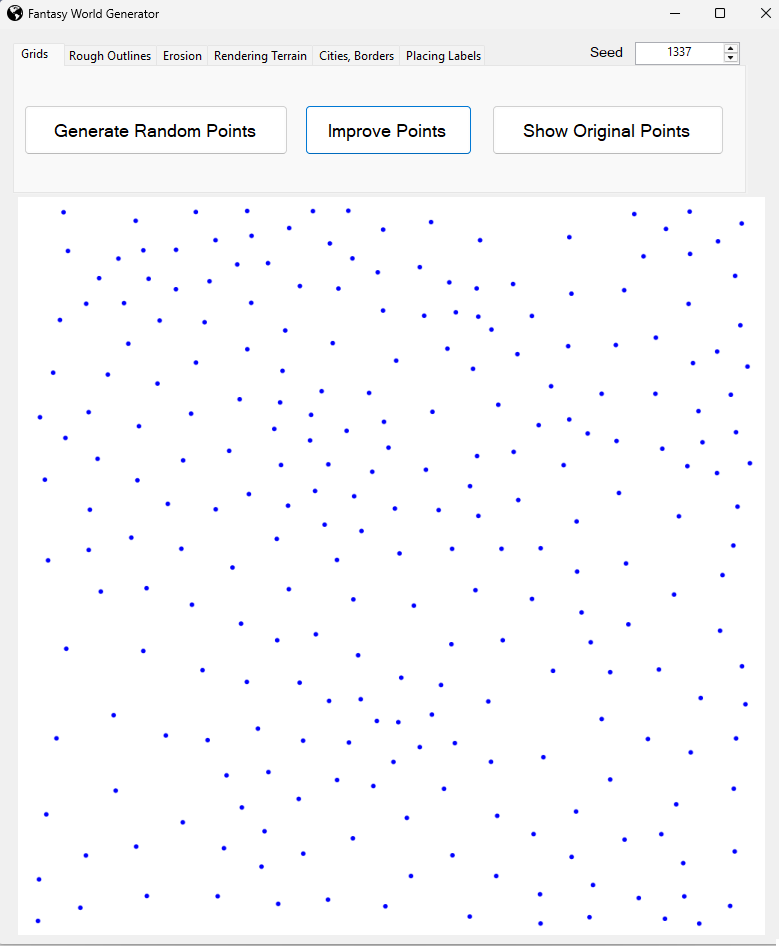 Fantasy World Generator
Grids Rough Outlines Erosion Rendering Terrain Cities, Borders Placing Labels Seed 1337
Generate Random Points Improve Points Show Original Points